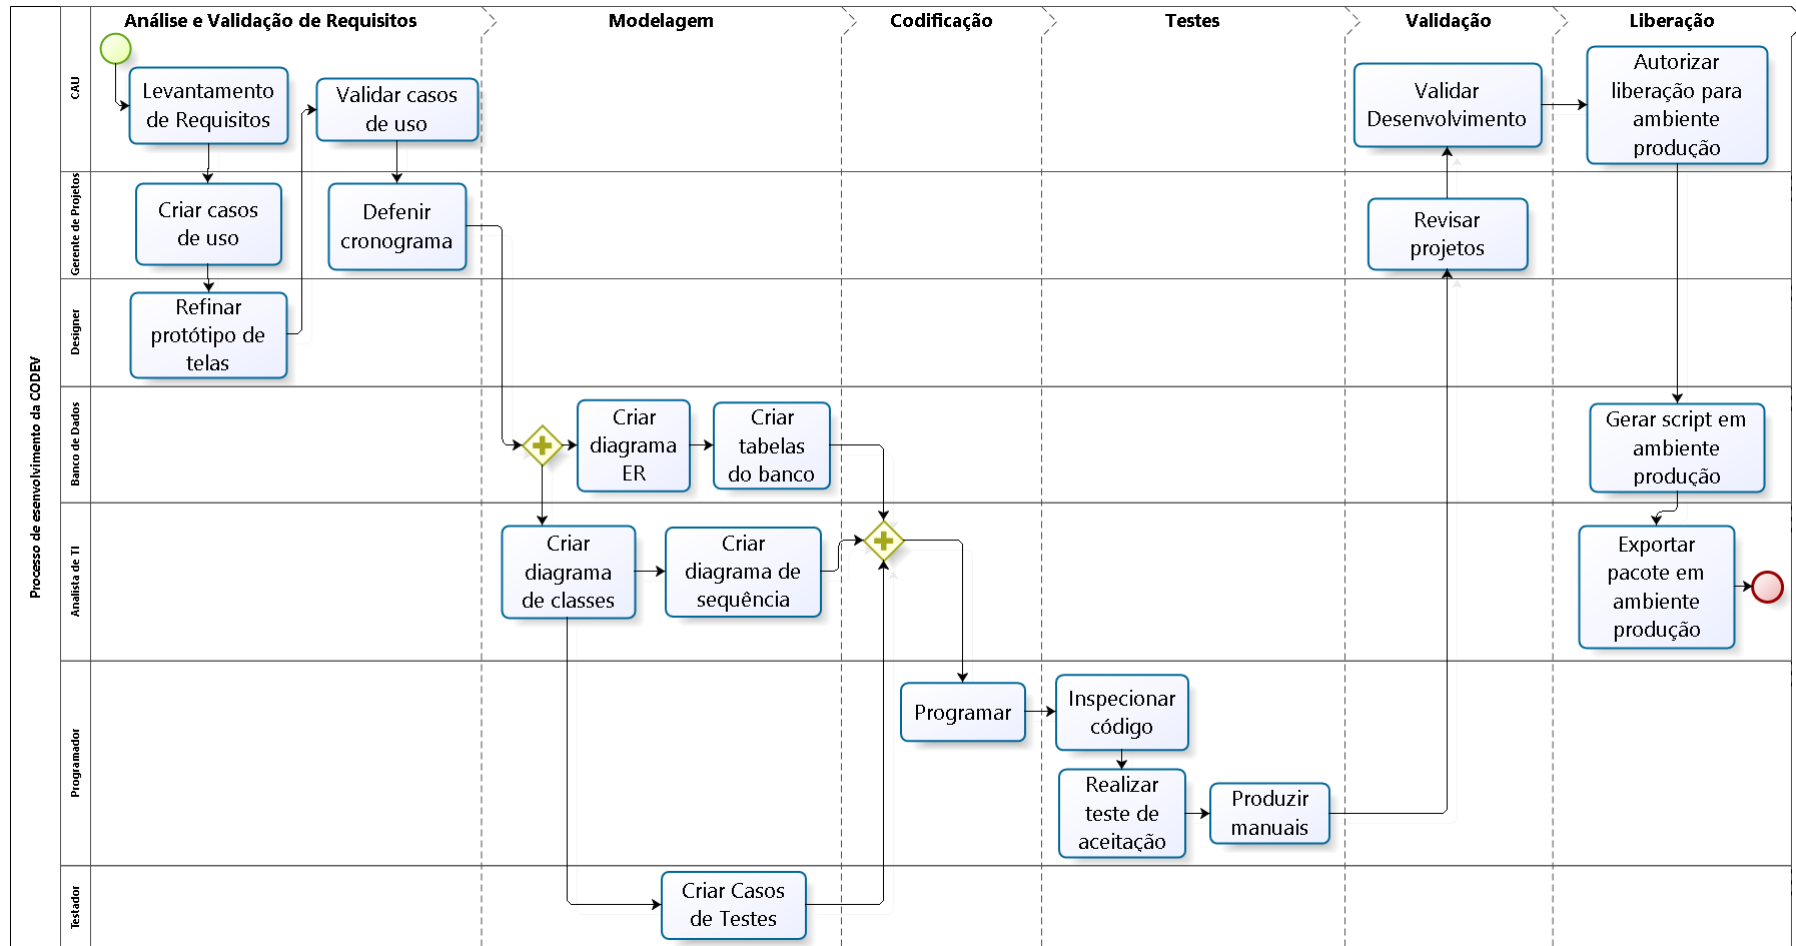 Análise e Validação de Requisitos
Modelagem
Codificação
Testes
Validação
Liberação
Processo de esenvolvimento da CODEV
CAU
Levantamento
de Requisitos
Validar casos
de uso
Validar
Desenvolvimento
Autorizar
liberação para
ambiente
produção
Gerente de Projetos
Criar casos
de uso
Defenir
cronograma
Revisar
projetos
Designer
Refinar
protótipo de
telas
Banco de Dados
Criar
diagrama
ER
Criar
tabelas
do banco
Gerar script em
ambiente
produção
Analista de TI
Criar
diagrama
de classes
Criar
diagrama de
sequência
Exportar
pacote em
ambiente
produção
Programador
Programar
Inspecionar
código
Realizar
teste de
aceitação
Produzir
manuais
Testador
Criar Casos
de Testes